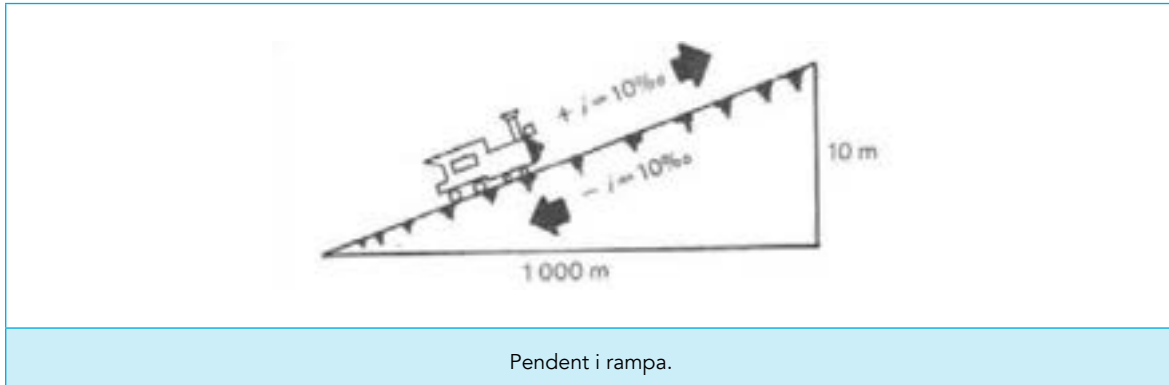 + i = 10‰
10 m
- i = 10‰
1 000 m
Pendent i rampa.